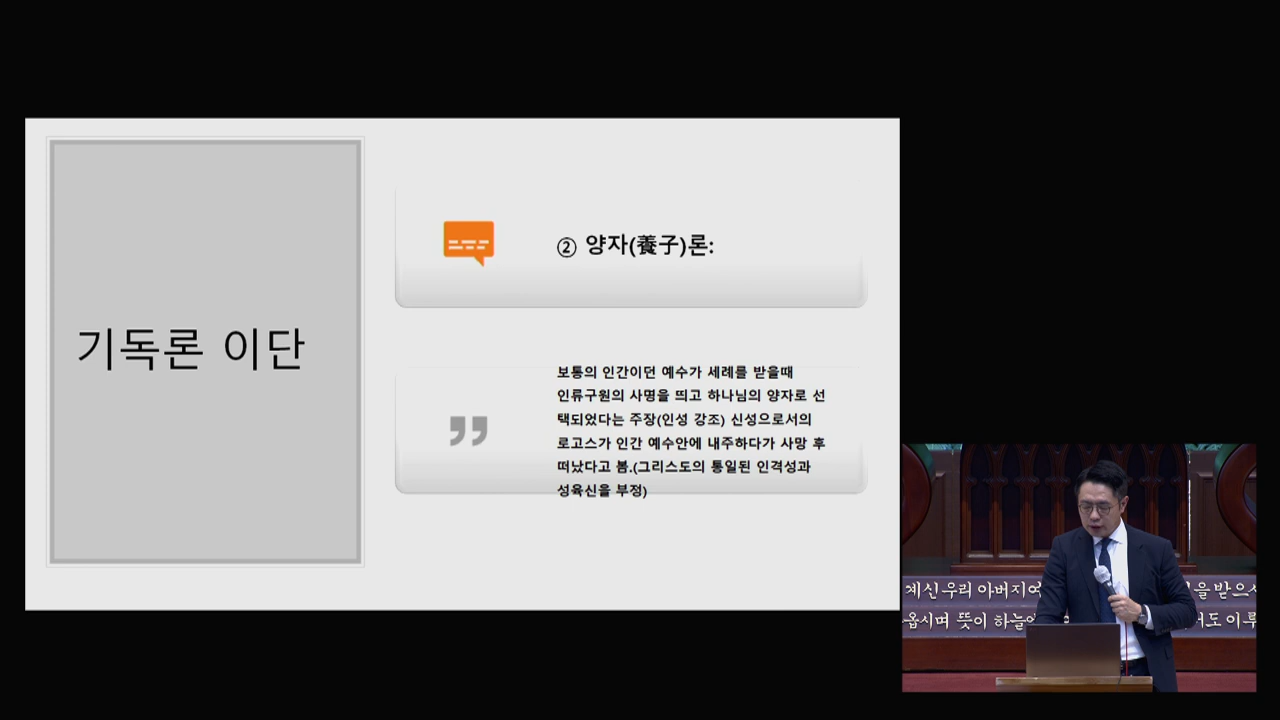 기독론 이단
② 양자(養子)론:
보통의 인간이던 예수가 세례를 받을때
인류구원의 사명을 띄고 하나님의 양자로 선
택되었다는 주장(인성 강조) 신성으로서의
로고스가 인간 예수안에 내주하다가 사망 후
떠났다고 봄.(그리스도의 통일된 인격성과
성육신을 부정)
계신 우리 아버지여
을 받으시
옵시며 뜻이 하늘에
도 이루